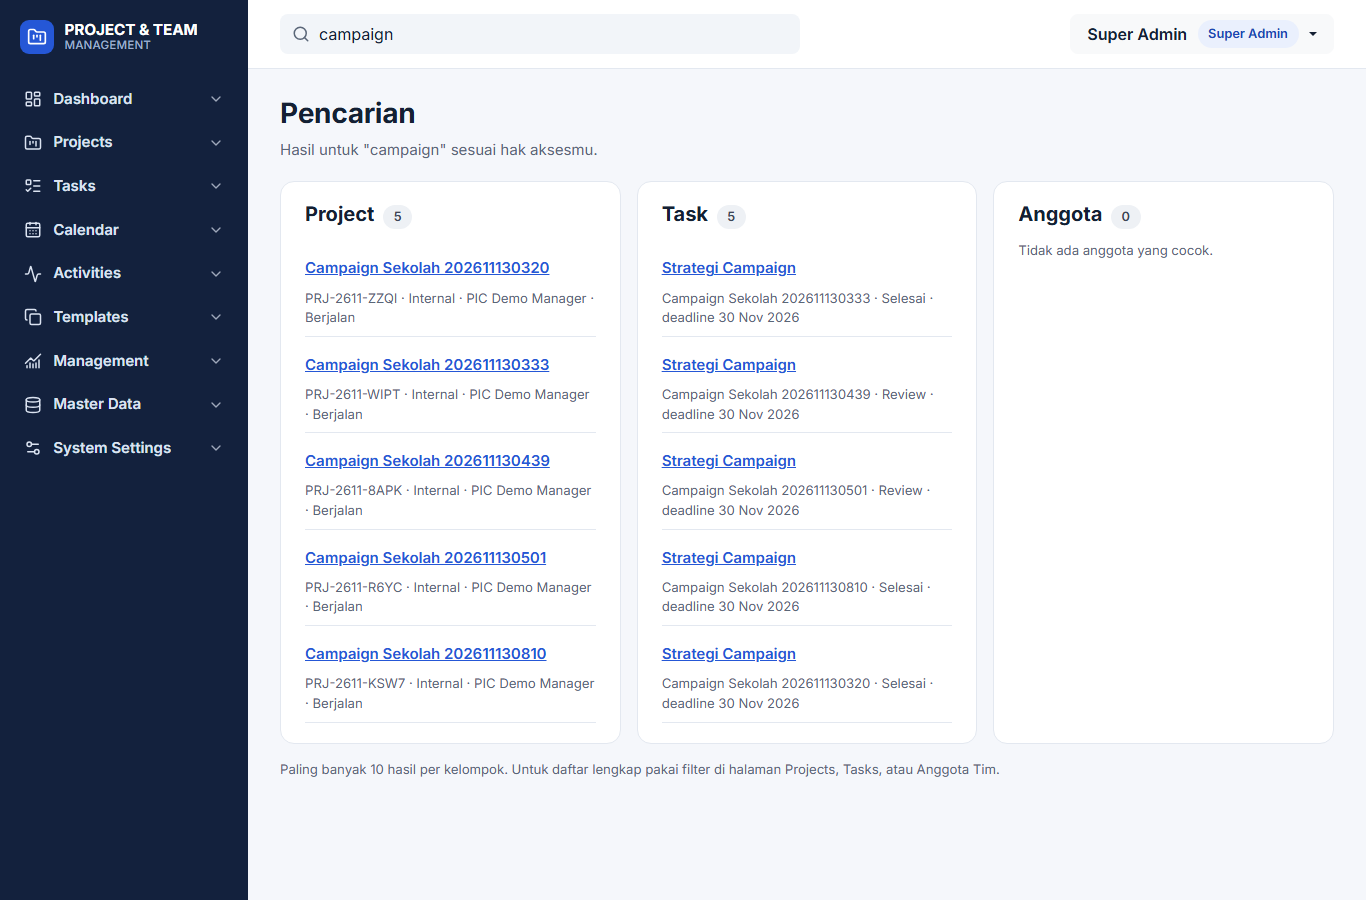 PROJECT & TEAM
MANAGEMENT
Dashboard
Projects
Tasks
Calendar
Activities
Templates
Management
Master Data
System Settings
campaign
Super Admin Super Admin
Pencarian
Hasil untuk "campaign" sesuai hak aksesmu.
Project 5
Campaign Sekolah 202611130320
PRJ-2611-ZZQI · Internal · PIC Demo Manager ·
Berjalan
Campaign Sekolah 202611130333
PRJ-2611-WIPT · Internal · PIC Demo Manager
· Berjalan
Campaign Sekolah 202611130439
PRJ-2611-8APK · Internal · PIC Demo Manager
· Berjalan
Campaign Sekolah 202611130501
PRJ-2611-R6YC · Internal · PIC Demo Manager
· Berjalan
Campaign Sekolah 202611130810
PRJ-2611-KSW7 · Internal · PIC Demo Manager
· Berjalan
Task 5
Strategi Campaign
Campaign Sekolah 202611130333 · Selesai ·
deadline 30 Nov 2026
Strategi Campaign
Campaign Sekolah 202611130439 · Review ·
deadline 30 Nov 2026
Strategi Campaign
Campaign Sekolah 202611130501 · Review ·
deadline 30 Nov 2026
Strategi Campaign
Campaign Sekolah 202611130810 · Selesai ·
deadline 30 Nov 2026
Strategi Campaign
Campaign Sekolah 202611130320 · Selesai ·
deadline 30 Nov 2026
Anggota 0
Tidak ada anggota yang cocok.
Paling banyak 10 hasil per kelompok. Untuk daftar lengkap pakai filter di halaman Projects, Tasks, atau Anggota Tim.